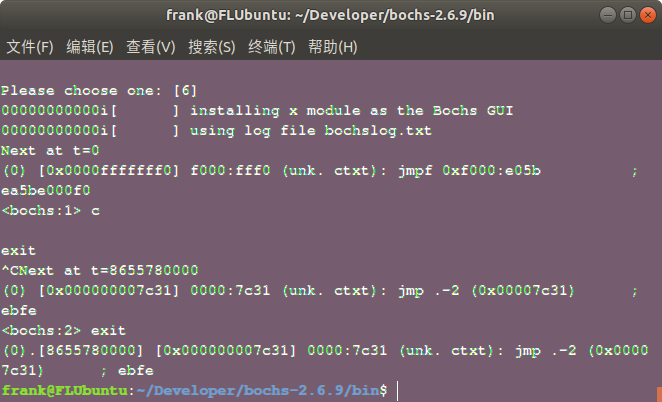 frank@FLUbuntu: ~/Developer/bochs-2.6.9/bin
文件(F) 编辑(E) 查看(V) 搜索(S) 终端(T) 帮助(H)
Please choose one: [6]
00000000000i[      ] installing x module as the Bochs GUI
00000000000i[      ] using log file bochslog.txt
Next at t=0
(0) [0x0000fffffff0] f000:fff0 (unk. ctxt): jmpf 0xf000:e05b          ;
ea5be000f0
<bochs:1> c
exit
^CNext at t=8655780000
(0) [0x000000007c31] 0000:7c31 (unk. ctxt): jmp .-2 (0x00007c31)      ;
ebfe
<bochs:2> exit
(0).[8655780000] [0x000000007c31] 0000:7c31 (unk. ctxt): jmp .-2 (0x0000
7c31)      ; ebfe
frank@FLUbuntu:~/Developer/bochs-2.6.9/bin$